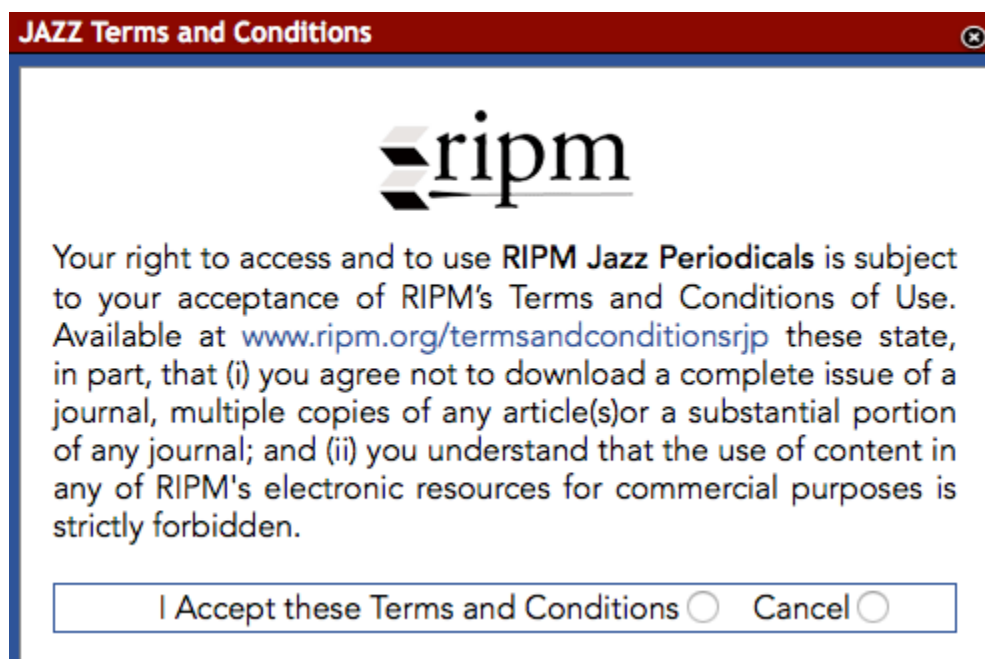 JAZZ Terms and Conditions
ripm
Your right to access and to use RIPM Jazz Periodicals is subject
to your acceptance of RIPM’s Terms and Conditions of Use.
Available at www.ripm.org/termsandconditionsrjp these state,
in part, that (i) you agree not to download a complete issue of a
journal, multiple copies of any article(s)or a substantial portion
of any journal; and (ii) you understand that the use of content in
any of RIPM's electronic resources for commercial purposes is
strictly forbidden.
I Accept these Terms and Conditions Cancel